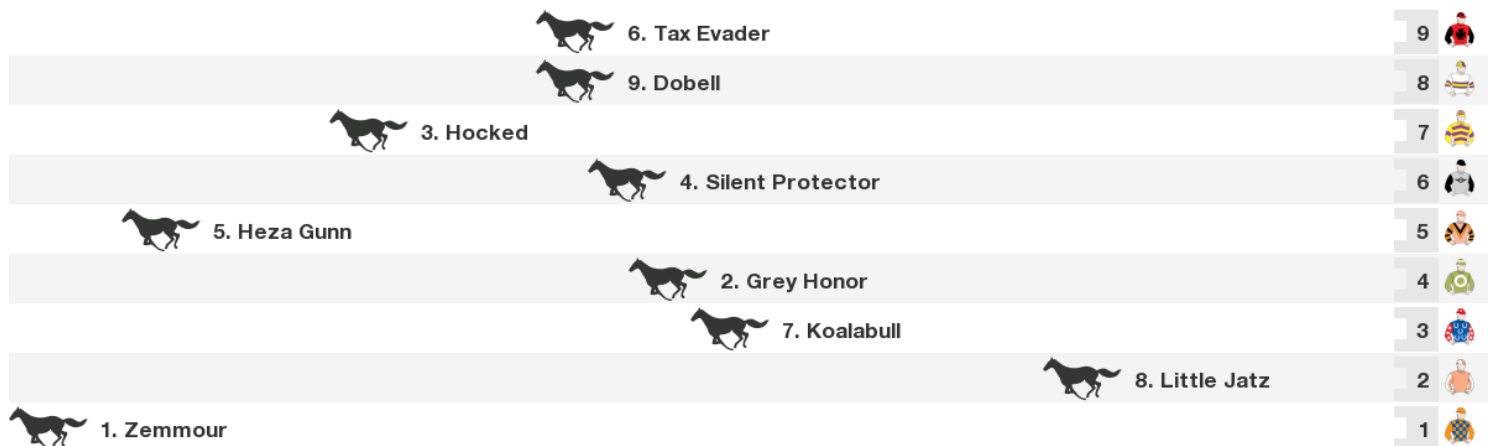 6. Tax Evader 9
9. Dobell 8
3. Hocked 7
4. Silent Protector 6
5. Heza Gunn 5
2. Grey Honor 4
7. Koalabull 3
8. Little Jatz 2
1. Zemmour 1